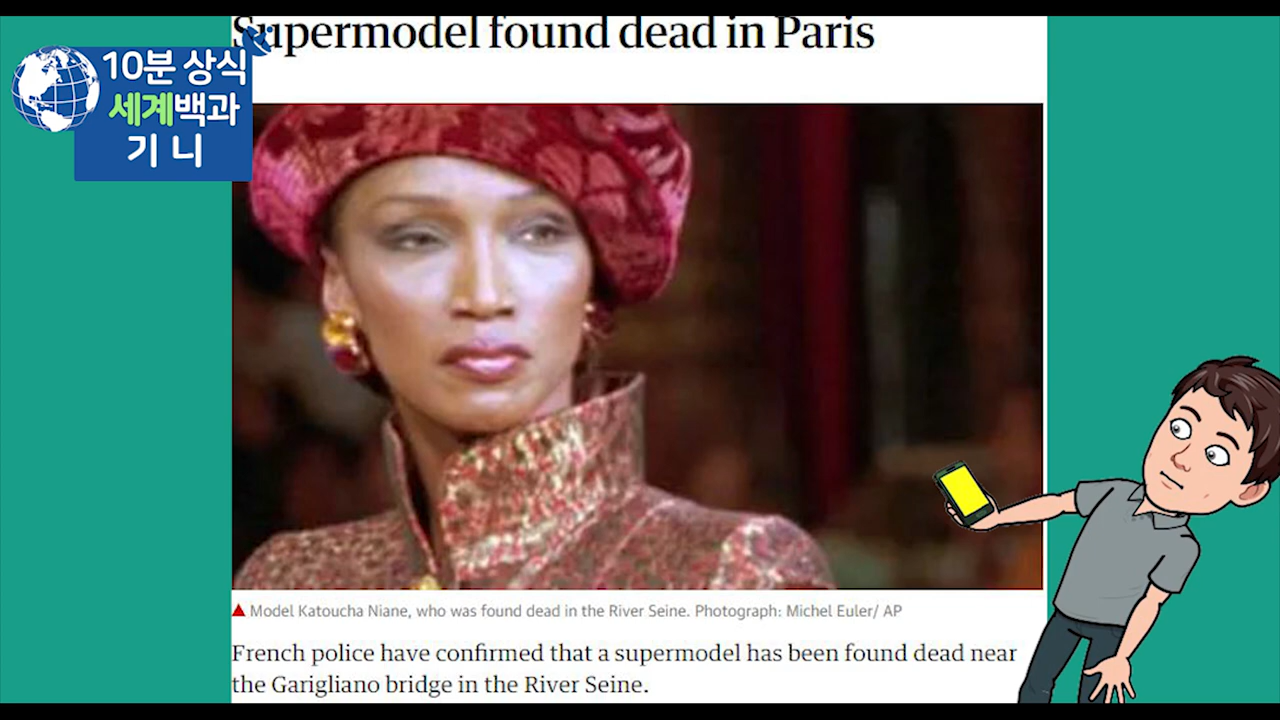 Supermodel found dead in Paris
10분 상식
세계백과
기니
▲ Model Katoucha Niane, who was found dead in the River Seine. Photograph: Michel Euler/ AP
French police have confirmed that a supermodel has been found dead near
the Garigliano bridge in the River Seine.